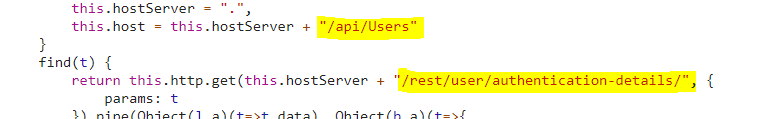 this.hostServer = ".",
this.host = this.hostServer + "/api/Users"
}
find(t) {
return this.http.get(this.hostServer + "/rest/user/authentication-details/", {
params: t
}).pipe(Object(l.a)(t=>t.data), Object(h.a)(t=>{